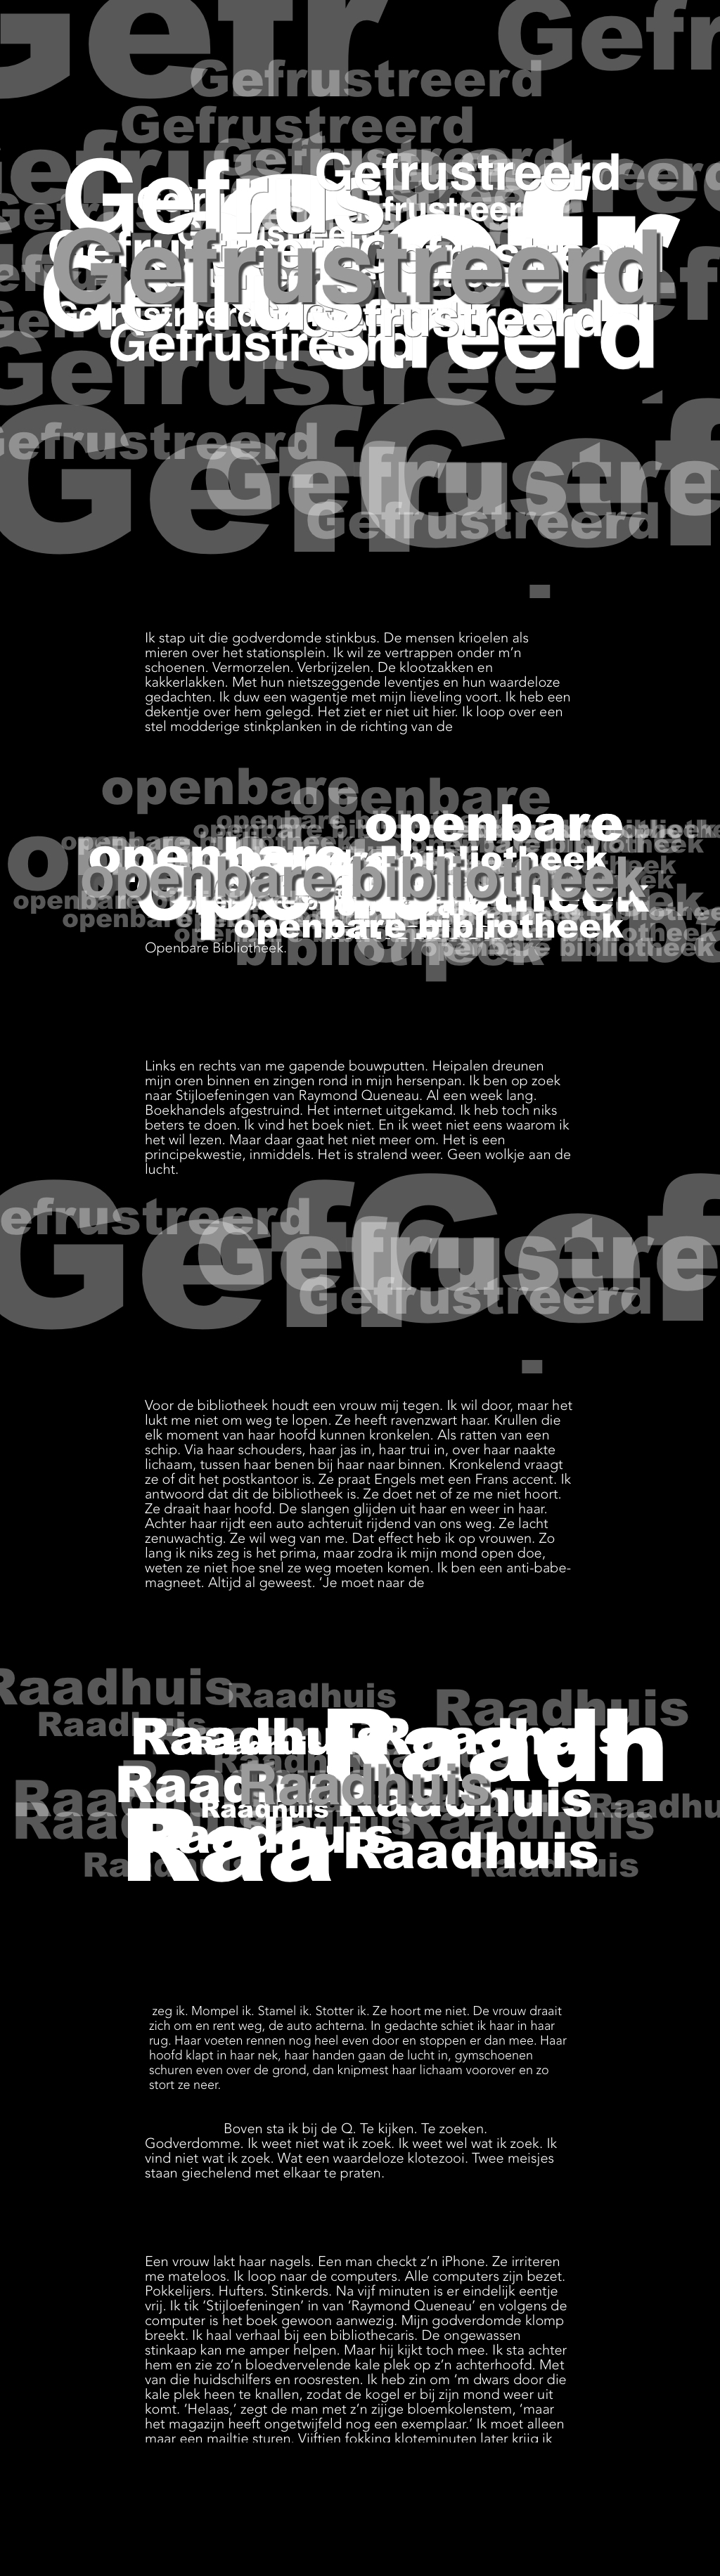 Gefr
Gefr
Gefrustreerd
Gefrustreerd
Gefrustreerd
Gefrustreerd
Gefrustreerd
Gefrustreerd
streerd
Gefrustreerd
Gefrustree
Gefrustreerd
Gef
Gef
Gefrustre
Gefrustreerd
Ik stap uit die godverdomde stinkbus. De mensen krioelen als
mieren over het stationsplein. Ik wil ze vertrappen onder m’n
schoenen. Vermorzelen. Verbrijzelen. De klootzakken en
kakkerlakken. Met hun nietszeggende leventjes en hun waardeloze
gedachten. Ik duw een wagentje met mijn lieveling voort. Ik heb een
dekentje over hem gelegd. Het ziet er niet uit hier. Ik loop over een
stel modderige stinkplanken in de richting van de
openbare
openbare
openbare
openbare
bibliotheek
openbare bibliotheek
openbare bibliotheek
openbare bibliotheek
Openbare Bibliotheek.
Links en rechts van me gapende bouwputten. Heipalen dreunen
mijn oren binnen en zingen rond in mijn hersenpan. Ik ben op zoek
naar Stijloefeningen van Raymond Queneau. Al een week lang.
Boekhandels afgestruind. Het internet uitgekamd. Ik heb toch niks
beters te doen. Ik vind het boek niet. En ik weet niet eens waarom ik
het wil lezen. Maar daar gaat het niet meer om. Het is een
principekwestie, inmiddels. Het is stralend weer. Geen wolkje aan de
lucht.
efrustreerd
Gef
Gef
Gefrustre
Gefrustreerd
Voor de bibliotheek houdt een vrouw mij tegen. Ik wil door, maar het
lukt me niet om weg te lopen. Ze heeft ravenzwart haar. Krullen die
elk moment van haar hoofd kunnen kronkelen. Als ratten van een
schip. Via haar schouders, haar jas in, haar trui in, over haar naakte
lichaam, tussen haar benen bij haar naar binnen. Kronkelend vraagt
ze of dit het postkantoor is. Ze praat Engels met een Frans accent. Ik
antwoord dat dit de bibliotheek is. Ze doet net of ze me niet hoort.
Ze draait haar hoofd. De slangen glijden uit haar en weer in haar.
Achter haar rijdt een auto achteruit rijdend van ons weg. Ze lacht
zenuwachtig. Ze wil weg van me. Dat effect heb ik op vrouwen. Zo
lang ik niks zeg is het prima, maar zodra ik mijn mond open doe,
weten ze niet hoe snel ze weg moeten komen. Ik ben een anti-babe-
magneet. Altijd al geweest. ‘Je moet naar de
Raadhuis
Raadhuis
Raadhuis
Raadhuis
Raadh
Raadhuis
Raadhuis
Raadhuis
Raadhuis
Raa
Raadhuis
Raadhuis
zeg ik. Mompel ik. Stamel ik. Stotter ik. Ze hoort me niet. De vrouw draait
zich om en rent weg, de auto achterna. In gedachte schiet ik haar in haar
rug. Haar voeten rennen nog heel even door en stoppen er dan mee. Haar
hoofd klapt in haar nek, haar handen gaan de lucht in, gymschoenen
schuren even over de grond, dan knipmest haar lichaam voorover en zo
stort ze neer.
Boven sta ik bij de Q. Te kijken. Te zoeken.
Godverdomme. Ik weet niet wat ik zoek. Ik weet wel wat ik zoek. Ik
vind niet wat ik zoek. Wat een waardeloze klotezooi. Twee meisjes
staan giechelend met elkaar te praten.
Een vrouw lakt haar nagels. Een man checkt z’n iPhone. Ze irriteren
me mateloos. Ik loop naar de computers. Alle computers zijn bezet.
Pokkelijers. Hufters. Stinkerds. Na vijf minuten is er eindelijk eentje
vrij. Ik tik ‘Stijloefeningen’ in van ‘Raymond Queneau’ en volgens de
computer is het boek gewoon aanwezig. Mijn godverdomde klomp
breekt. Ik haal verhaal bij een bibliothecaris. De ongewassen
stinkaap kan me amper helpen. Maar hij kijkt toch mee. Ik sta achter
hem en zie zo’n bloedvervelende kale plek op z’n achterhoofd. Met
van die huidschilfers en roosresten. Ik heb zin om ‘m dwars door die
kale plek heen te knallen, zodat de kogel er bij zijn mond weer uit
komt. ‘Helaas,’ zegt de man met z’n zijige bloemkolenstem, ‘maar
het magazijn heeft ongetwijfeld nog een exemplaar.’ Ik moet alleen
maar een mailtje sturen. Vijftien fokking kloteminuten later krijg ik